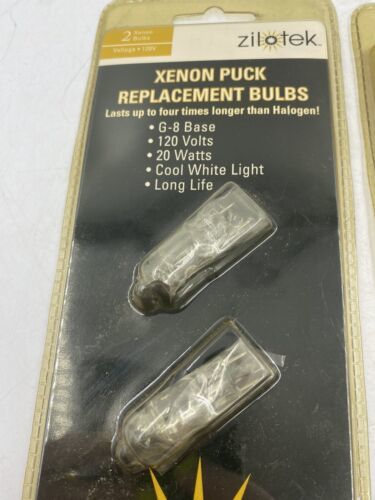 2 Xenon
Bulbs
Voltage • 120V
zilotek™
XENON PUCK
REPLACEMENT BULBS
Lasts up to four times longer than Halogen!
• G-8 Base
• 120 Volts
• 20 Watts
• Cool White Light
• Long Life